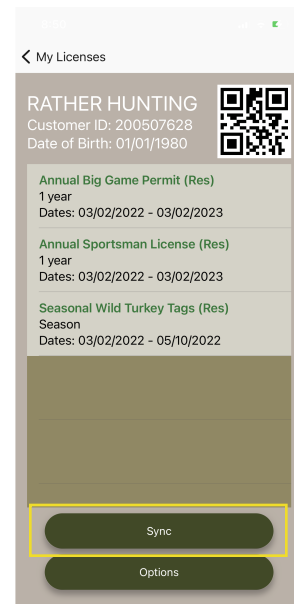 My Licenses
RATHER HUNTING
Customer ID: 200507628
Date of Birth: 01/01/1980
Annual Big Game Permit (Res)
1 year
Dates: 03/02/2022 - 03/02/2023
Annual Sportsman License (Res)
1 year
Dates: 03/02/2022 - 03/02/2023
Seasonal Wild Turkey Tags (Res)
Season
Dates: 03/02/2022 - 05/10/2022
Sync
Options